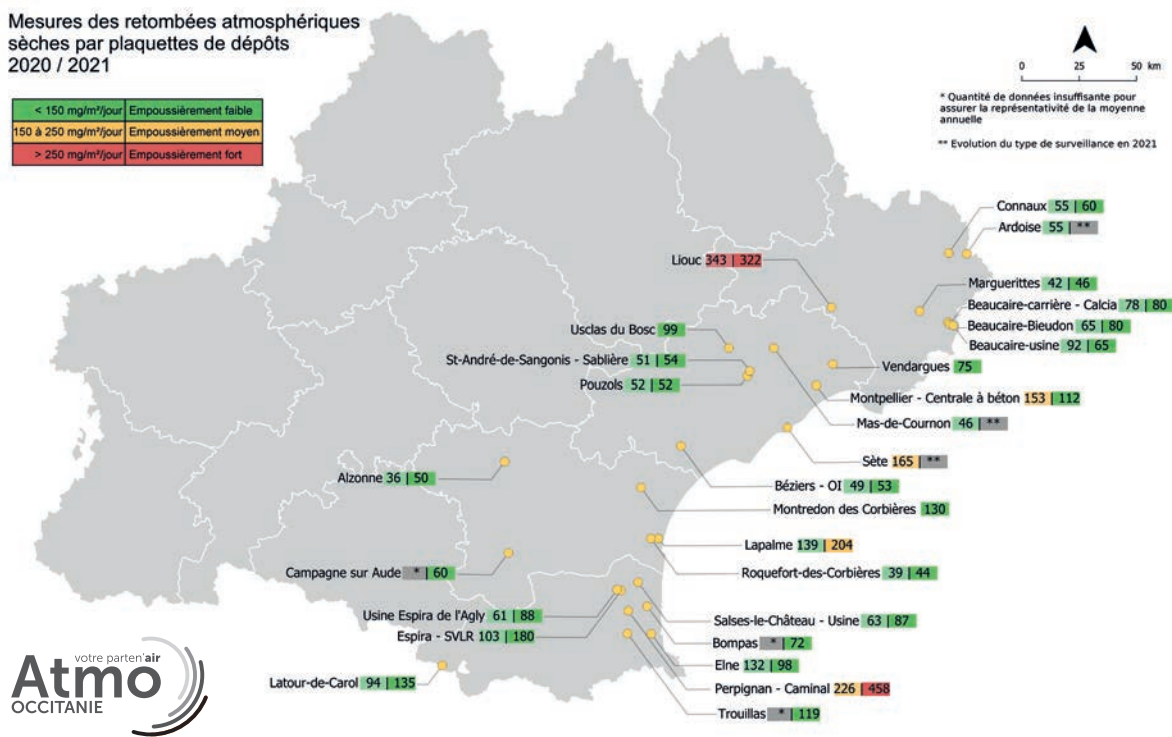 Mesures des retombées atmosphériques
sèches par plaquettes de dépôts
2020 / 2021
< 150 mg/m²/jour Empoussièrement faible
150 à 250 mg/m²/jour Empoussièrement moyen
> 250 mg/m²/jour Empoussièrement fort
0 25 50 km
* Quantité de données insuffisante pour
assurer la représentativité de la moyenne
annuelle
** Evolution du type de surveillance en 2021
Connaux 55 | 60
Ardoise 55 | **
Liouc 343 | 322
Marguerittes 42 | 46
Beaucaire-carrière - Calcia 78 | 80
Beaucaire-Bieudon 65 | 80
Beaucaire-usine 92 | 65
Usclas du Bosc 99
St-André-de-Sangonis - Sablière 51 | 54
Pouzols 52 | 52
Vendargues 75
Montpellier - Centrale à béton 153 | 112
Mas-de-Cournon 46 | **
Sète 165 | **
Alzonne 36 | 50
Béziers - OI 49 | 53
Montredon des Corbières 130
Lapalme 139 | 204
Campagne sur Aude * | 60
Roquefort-des-Corbières 39 | 44
Usine Espira de l'Agly 61 | 88
Salses-le-Château - Usine 63 | 87
Espira - SVLR 103 | 180
Bompas * | 72
Elne 132 | 98
Latour-de-Carol 94 | 135
Perpignan - Caminal 226 | 458
Trouillas * | 119
votre parten'air
Atmo
OCCITANIE